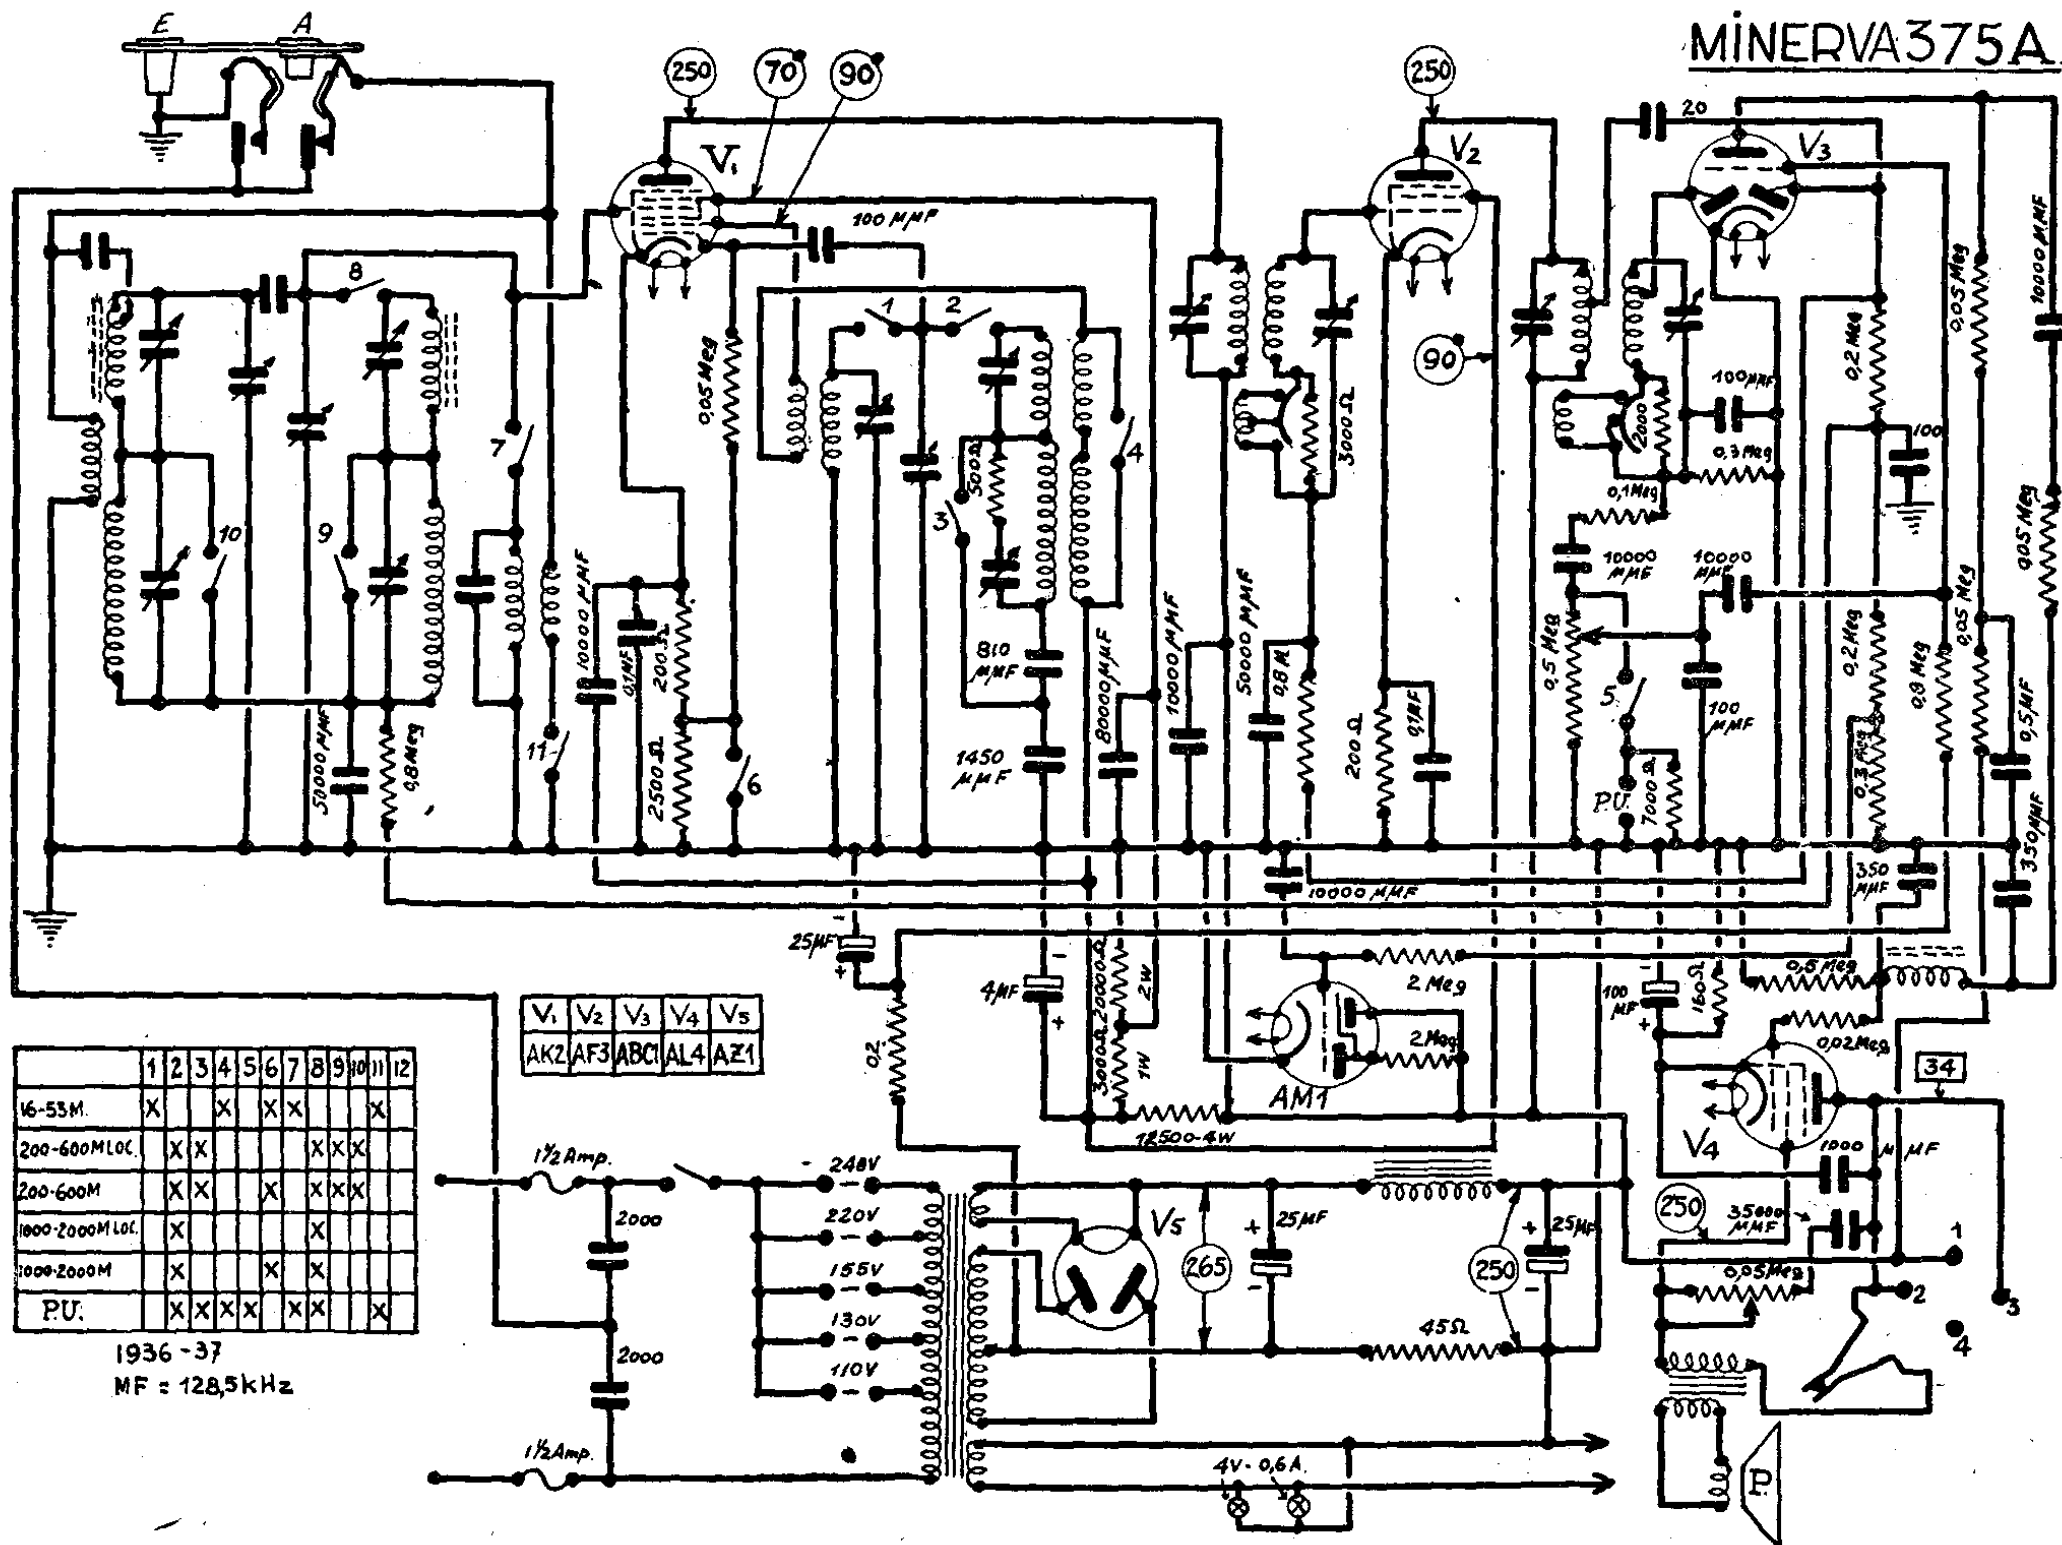 MINERVA 375A.
E A
250 70 90 250
V1 V2 V3
20
100 MMF
8
1 2
0,05 Meg
90
7
4
3
500Ω
3000Ω
2000
100MMF
0,3 Meg
0,1 Meg
0,2 Meg
0,05 Meg
10000 MMF
100
0,05 Meg
10
9
10000 MMF
0,1 MF
200Ω
810 MMF
1450 MMF
80000 MMF
10000 MMF
50000 MMF
0,8 M
200Ω
0,1 MF
0,5 Meg
10000 MMF
10000 MMF
5
P.U.
7000Ω
100 MMF
0,2 Meg
0,3 Meg
0,8 Meg
0,05 Meg
0,5 MF
350 MMF
50000 MMF
0,8 Meg
11
2500Ω
6
10000 MMF
350 MMF
25 MF
- +
4 MF
- +
20000Ω 2W
3000Ω 1W
2 Meg
2 Meg
AM1
12500-4W
100 MF
- +
160Ω
0,5 Meg
0,02 Meg
34
V4
1000 MMF
250
35000 MMF
0,05 Meg
1
2
3
4
0,2
V1 V2 V3 V4 V5
AK2 AF3 ABC1 AL4 AZ1
1 2 3 4 5 6 7 8 9 10 11 12
16-53M. X X X X X
200-600M LOC. X X X X X
200-600M X X X X X X
1000-2000M LOC. X X
1000-2000M X X X
P.U. X X X X X X X
1936-37
MF = 128,5 kHz
1½ Amp.
2000
2000
1½ Amp.
248V
220V
155V
130V
110V
V5
265
25MF
+ -
250
25MF
+ -
45Ω
4V-0,6A.
P.